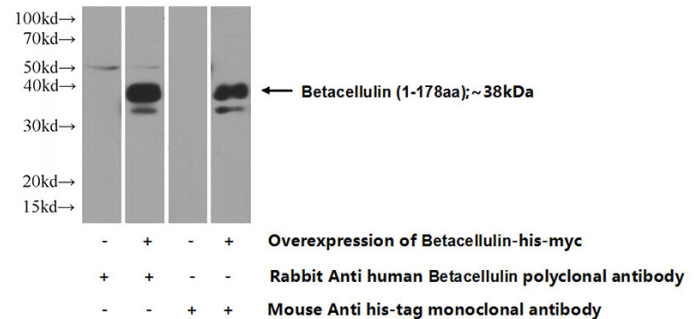 100kd→
70kd→
50kd→
40kd→
Betacellulin (1-178aa);~38kDa
30kd→
20kd→
15kd→
- + - + Overexpression of Betacellulin-his-myc
+ + - - Rabbit Anti human Betacellulin polyclonal antibody
- - + + Mouse Anti his-tag monoclonal antibody